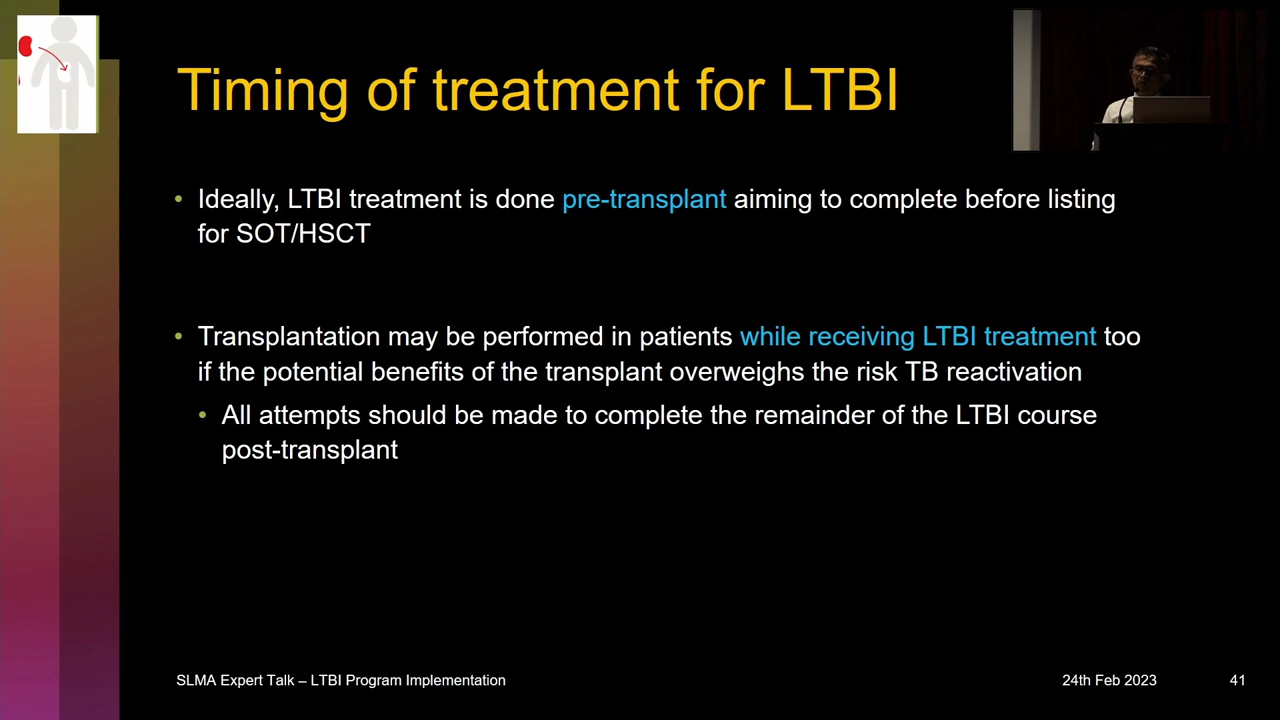 Timing of treatment for LTBI
• Ideally, LTBI treatment is done pre-transplant aiming to complete before listing
for SOT/HSCT
• Transplantation may be performed in patients while receiving LTBI treatment too
if the potential benefits of the transplant overweighs the risk TB reactivation
• All attempts should be made to complete the remainder of the LTBI course
post-transplant
SLMA Expert Talk – LTBI Program Implementation
24th Feb 2023
41